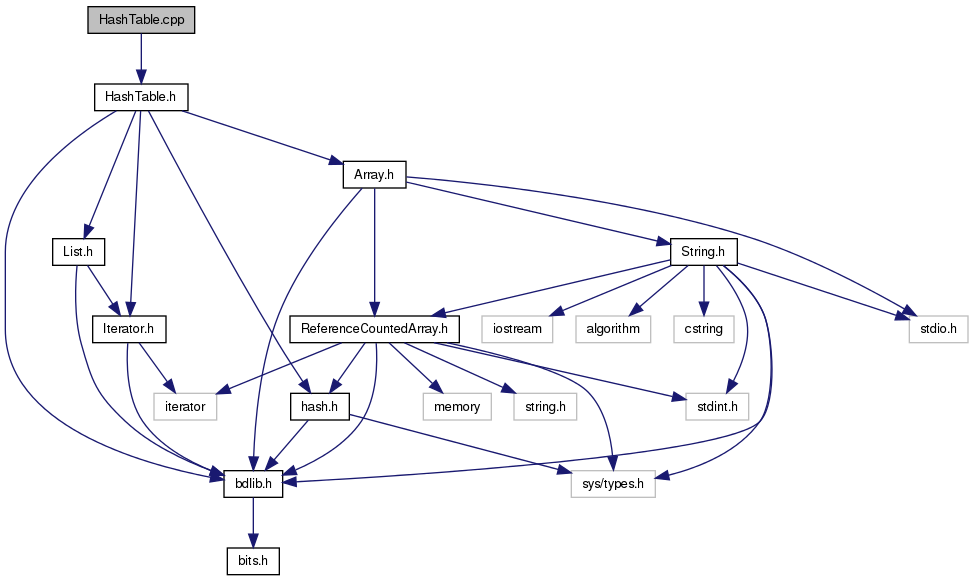 HashTable.cpp
HashTable.h
Array.h
List.h
String.h
Iterator.h
ReferenceCountedArray.h
iostream
algorithm
cstring
stdio.h
iterator
hash.h
memory
string.h
stdint.h
bdlib.h
sys/types.h
bits.h